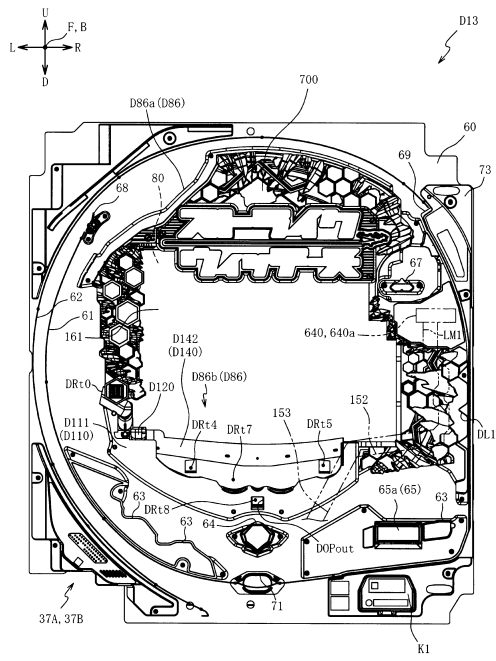 U
F, B
L
R
D
D13
D86a(D86)
700
60
80
69
73
68
67
62
61
640, 640a
LM1
161
D142
(D140)
DRt0
D120
D86b(D86)
DRt4
DRt7
153
DRt5
152
D111
(D110)
DL1
63
DRt8
64
65a(65)
63
63
DOPout
71
37A, 37B
K1